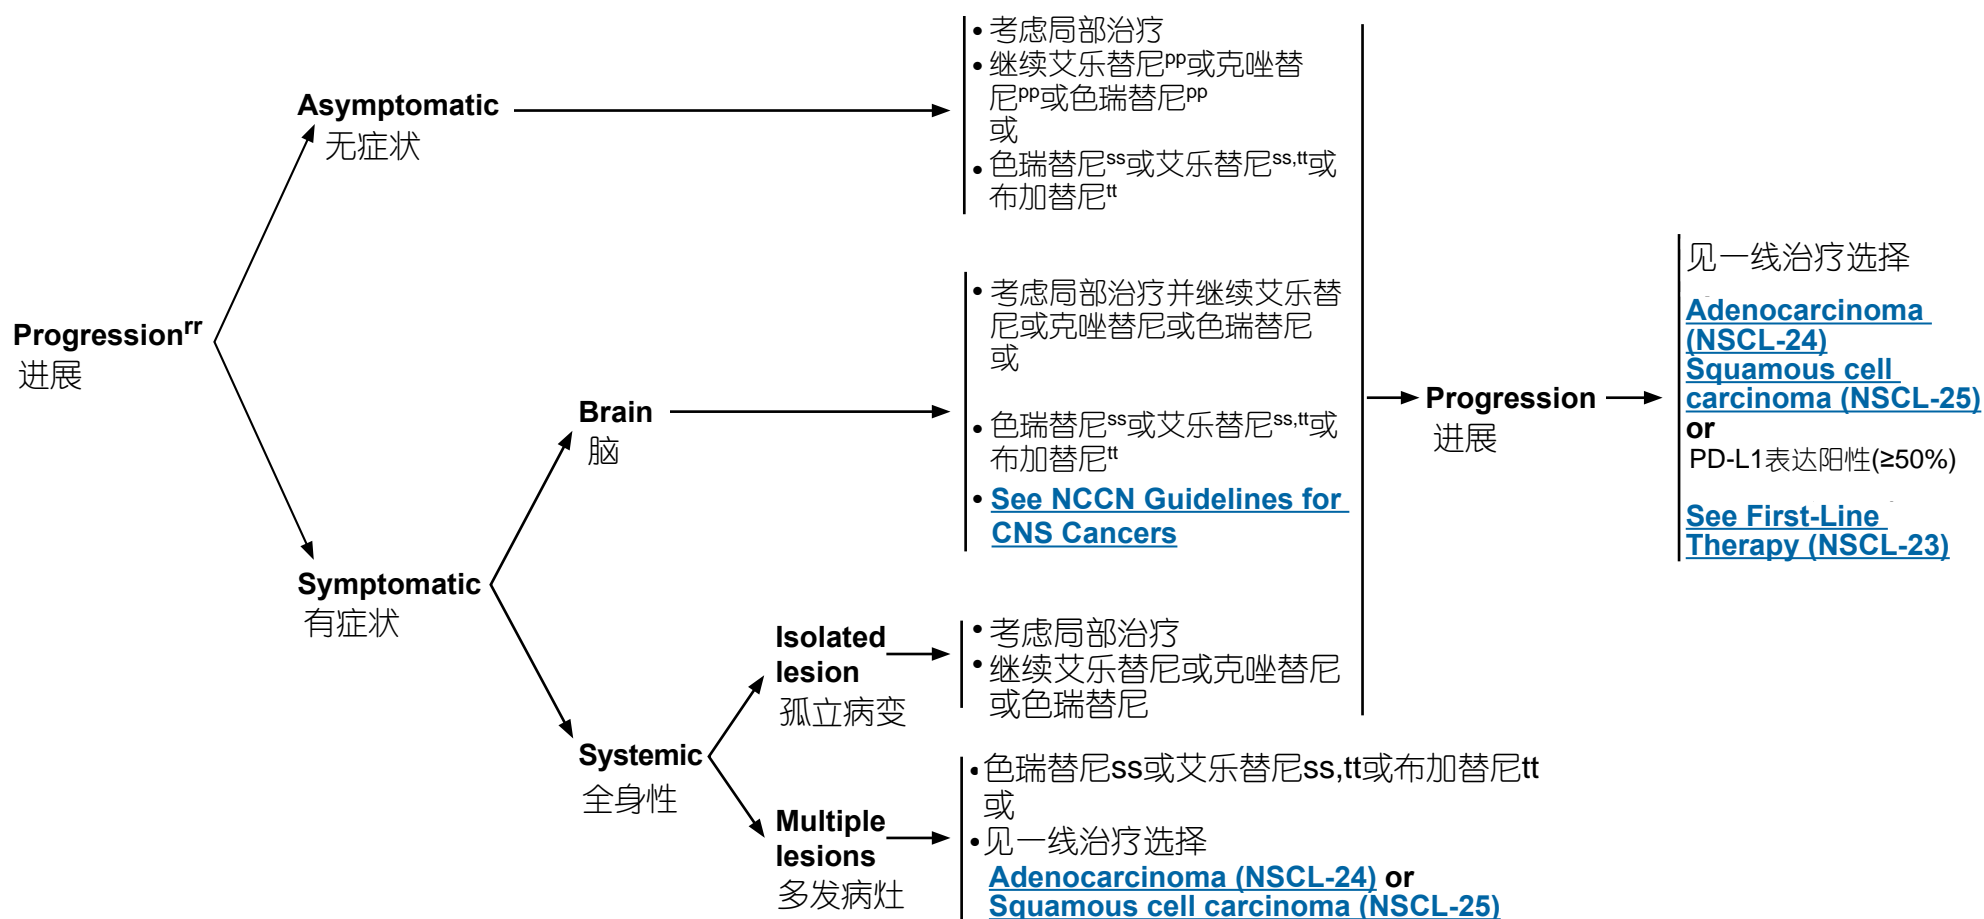 Progressionʳʳ
进展
Asymptomatic
无症状
Symptomatic
有症状
Brain
脑
Systemic
全身性
Isolated
lesion
孤立病变
Multiple
lesions
多发病灶
• 考虑局部治疗
• 继续艾乐替尼pp或克唑替
尼pp或色瑞替尼pp
或
• 色瑞替尼ss或艾乐替尼ss,tt或
布加替尼tt
• 考虑局部治疗并继续艾乐替
尼或克唑替尼或色瑞替尼
或
• 色瑞替尼ss或艾乐替尼ss,tt或
布加替尼tt
• See NCCN Guidelines for
CNS Cancers
• 考虑局部治疗
• 继续艾乐替尼或克唑替尼
或色瑞替尼
• 色瑞替尼ss或艾乐替尼ss,tt或布加替尼tt
或
• 见一线治疗选择
Adenocarcinoma (NSCL-24) or
Squamous cell carcinoma (NSCL-25)
Progression
进展
见一线治疗选择
Adenocarcinoma
(NSCL-24)
Squamous cell
carcinoma (NSCL-25)
or
PD-L1表达阳性(≥50%)
See First-Line
Therapy (NSCL-23)